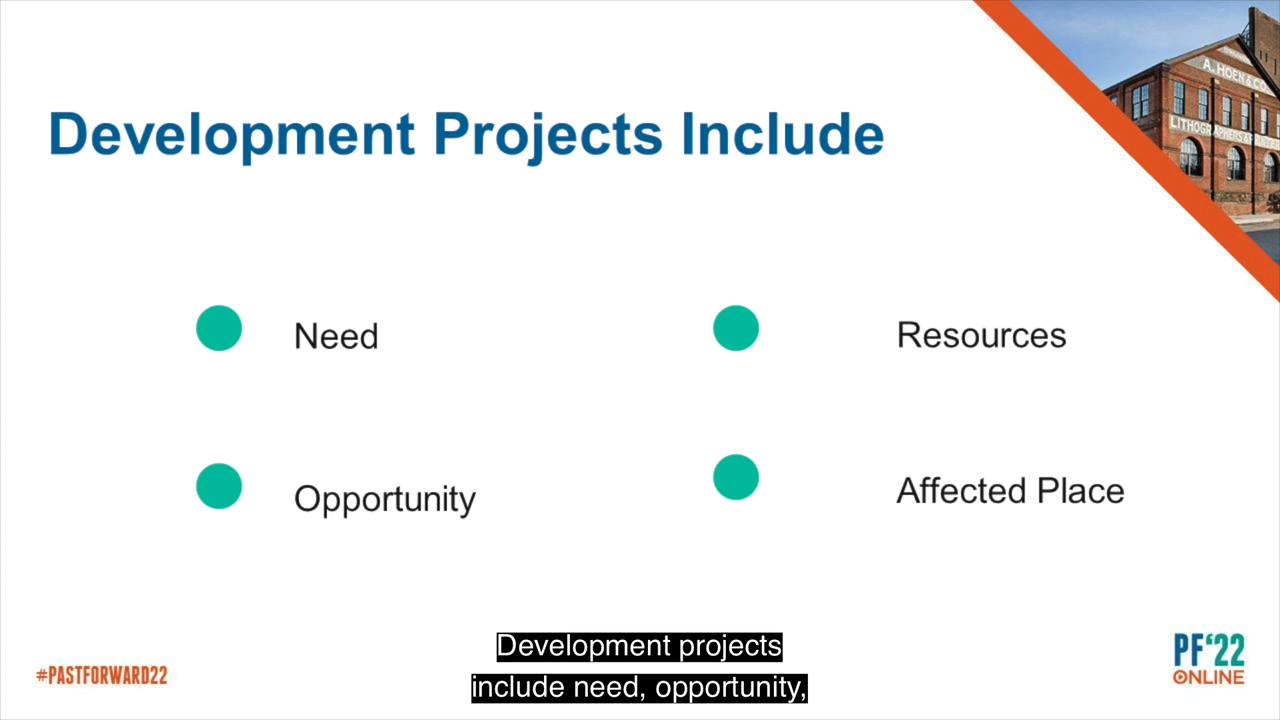 Development Projects Include
A. HOEN & CO.
Need
Resources
Opportunity
Affected Place
Development projects
include need, opportunity,
#PASTFORWARD22
PF‘22
ONLINE